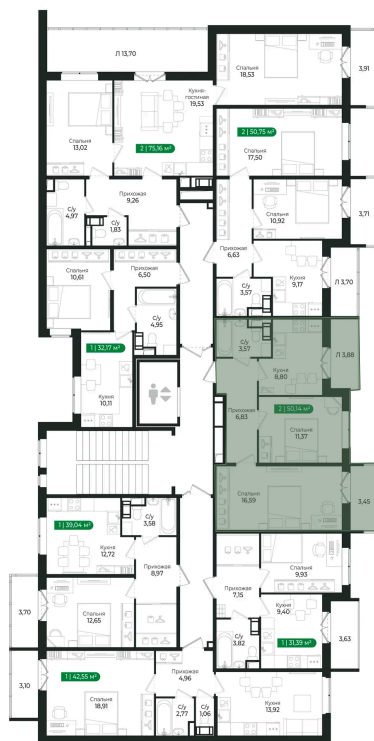 Л 13,70
Спальня
18,53
3,91
Кухня-
гостиная
19,53
Спальня
13,02
2 | 75,16 м²
2 | 50,75 м²
Спальня
17,50
С/у
4,97
С/у
1,83
Прихожая
9,26
Спальня
10,92
3,71
Прихожая
6,63
Спальня
10,61
Прихожая
6,50
С/у
4,95
С/у
3,57
Кухня
9,17
Л 3,70
1 | 32,17 м²
Кухня
10,11
С/у
3,57
Кухня
8,80
Л 3,88
Прихожая
6,83
2 | 50,14 м²
Спальня
11,37
Спальня
16,59
3,45
1 | 39,04 м²
С/у
3,58
Кухня
12,72
Прихожая
8,97
Спальня
9,93
Прихожая
7,15
3,70
Спальня
12,65
Кухня
9,40
С/у
3,82
1 | 31,39 м²
3,63
3,10
1 | 42,55 м²
Спальня
18,91
Прихожая
4,96
С/у
2,77
С/у
1,06
Кухня
13,92